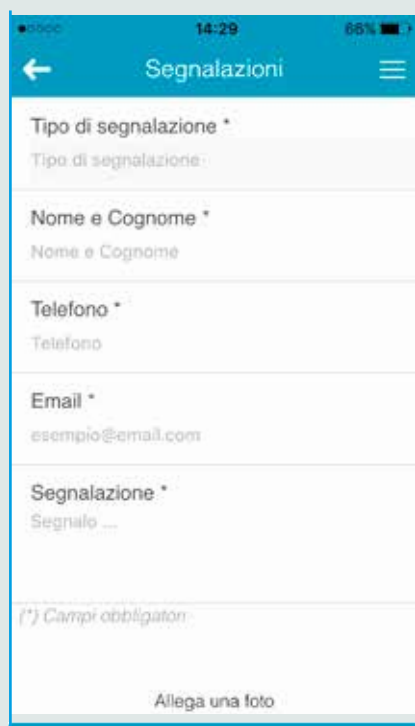 14:29 66%
Segnalazioni
Tipo di segnalazione *
Tipo di segnalazione
Nome e Cognome *
Nome e Cognome
Telefono *
Telefono
Email *
esempio@email.com
Segnalazione *
Segnalo ...
(*) Campi obbligatori
Allega una foto